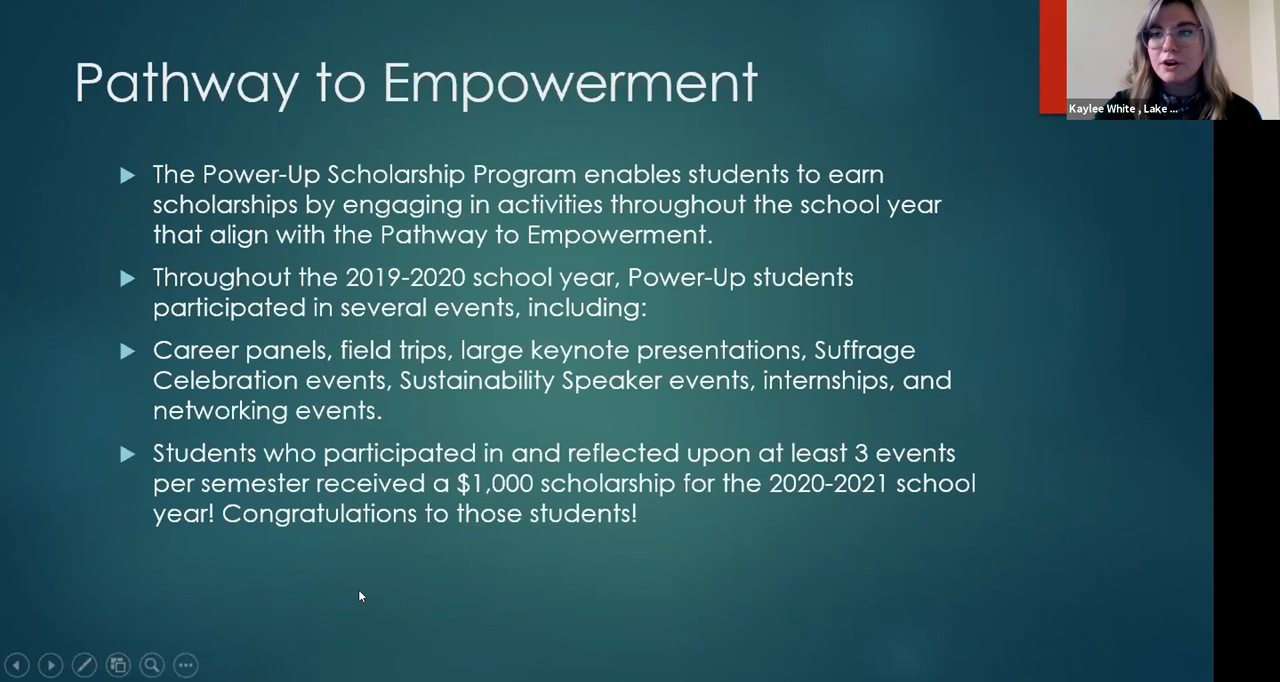 Pathway to Empowerment
Kaylee White , Lake ...
The Power-Up Scholarship Program enables students to earn
scholarships by engaging in activities throughout the school year
that align with the Pathway to Empowerment.
Throughout the 2019-2020 school year, Power-Up students
participated in several events, including:
Career panels, field trips, large keynote presentations, Suffrage
Celebration events, Sustainability Speaker events, internships, and
networking events.
Students who participated in and reflected upon at least 3 events
per semester received a $1,000 scholarship for the 2020-2021 school
year! Congratulations to those students!